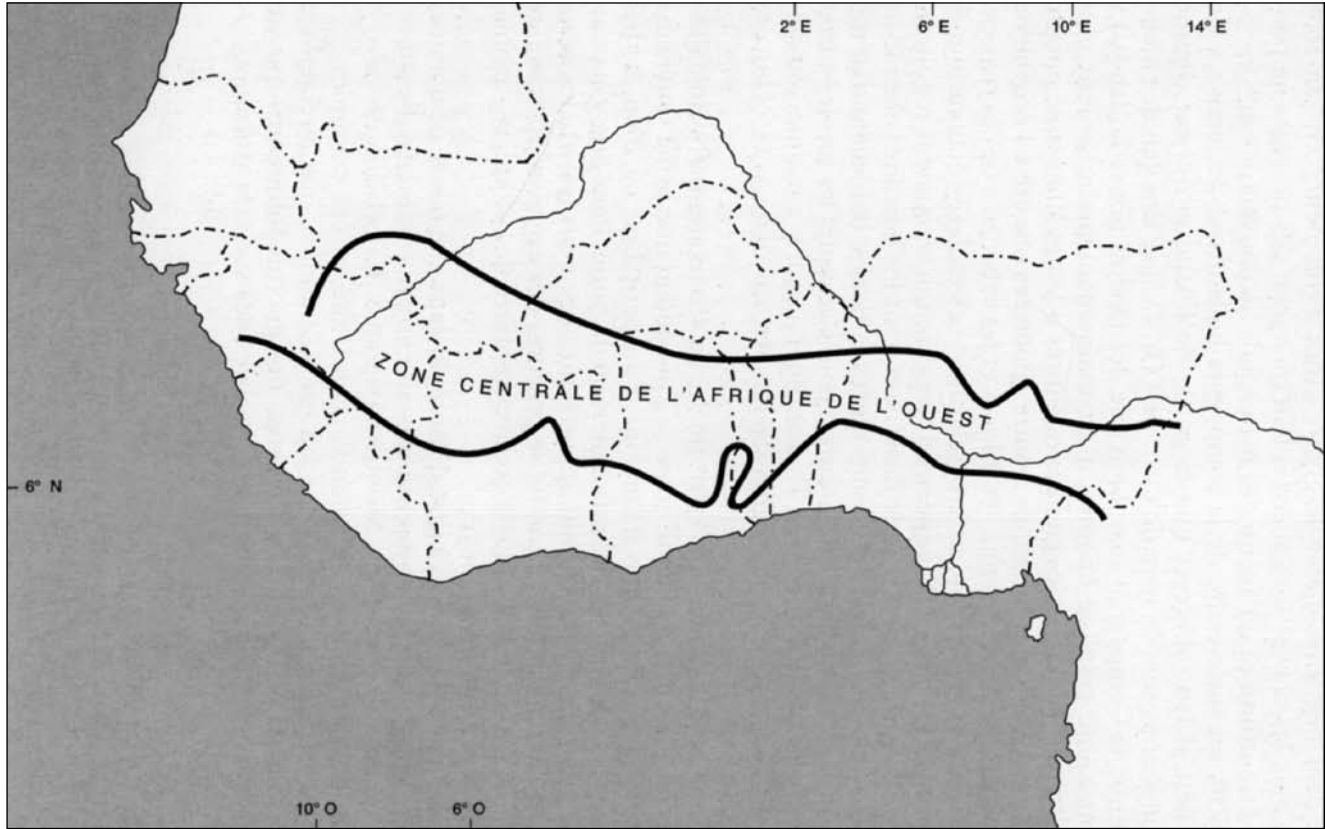 2° E
6° E
10° E
14° E
ZONE CENTRALE DE L'AFRIQUE DE L'OUEST
6° N
10° O
6° O